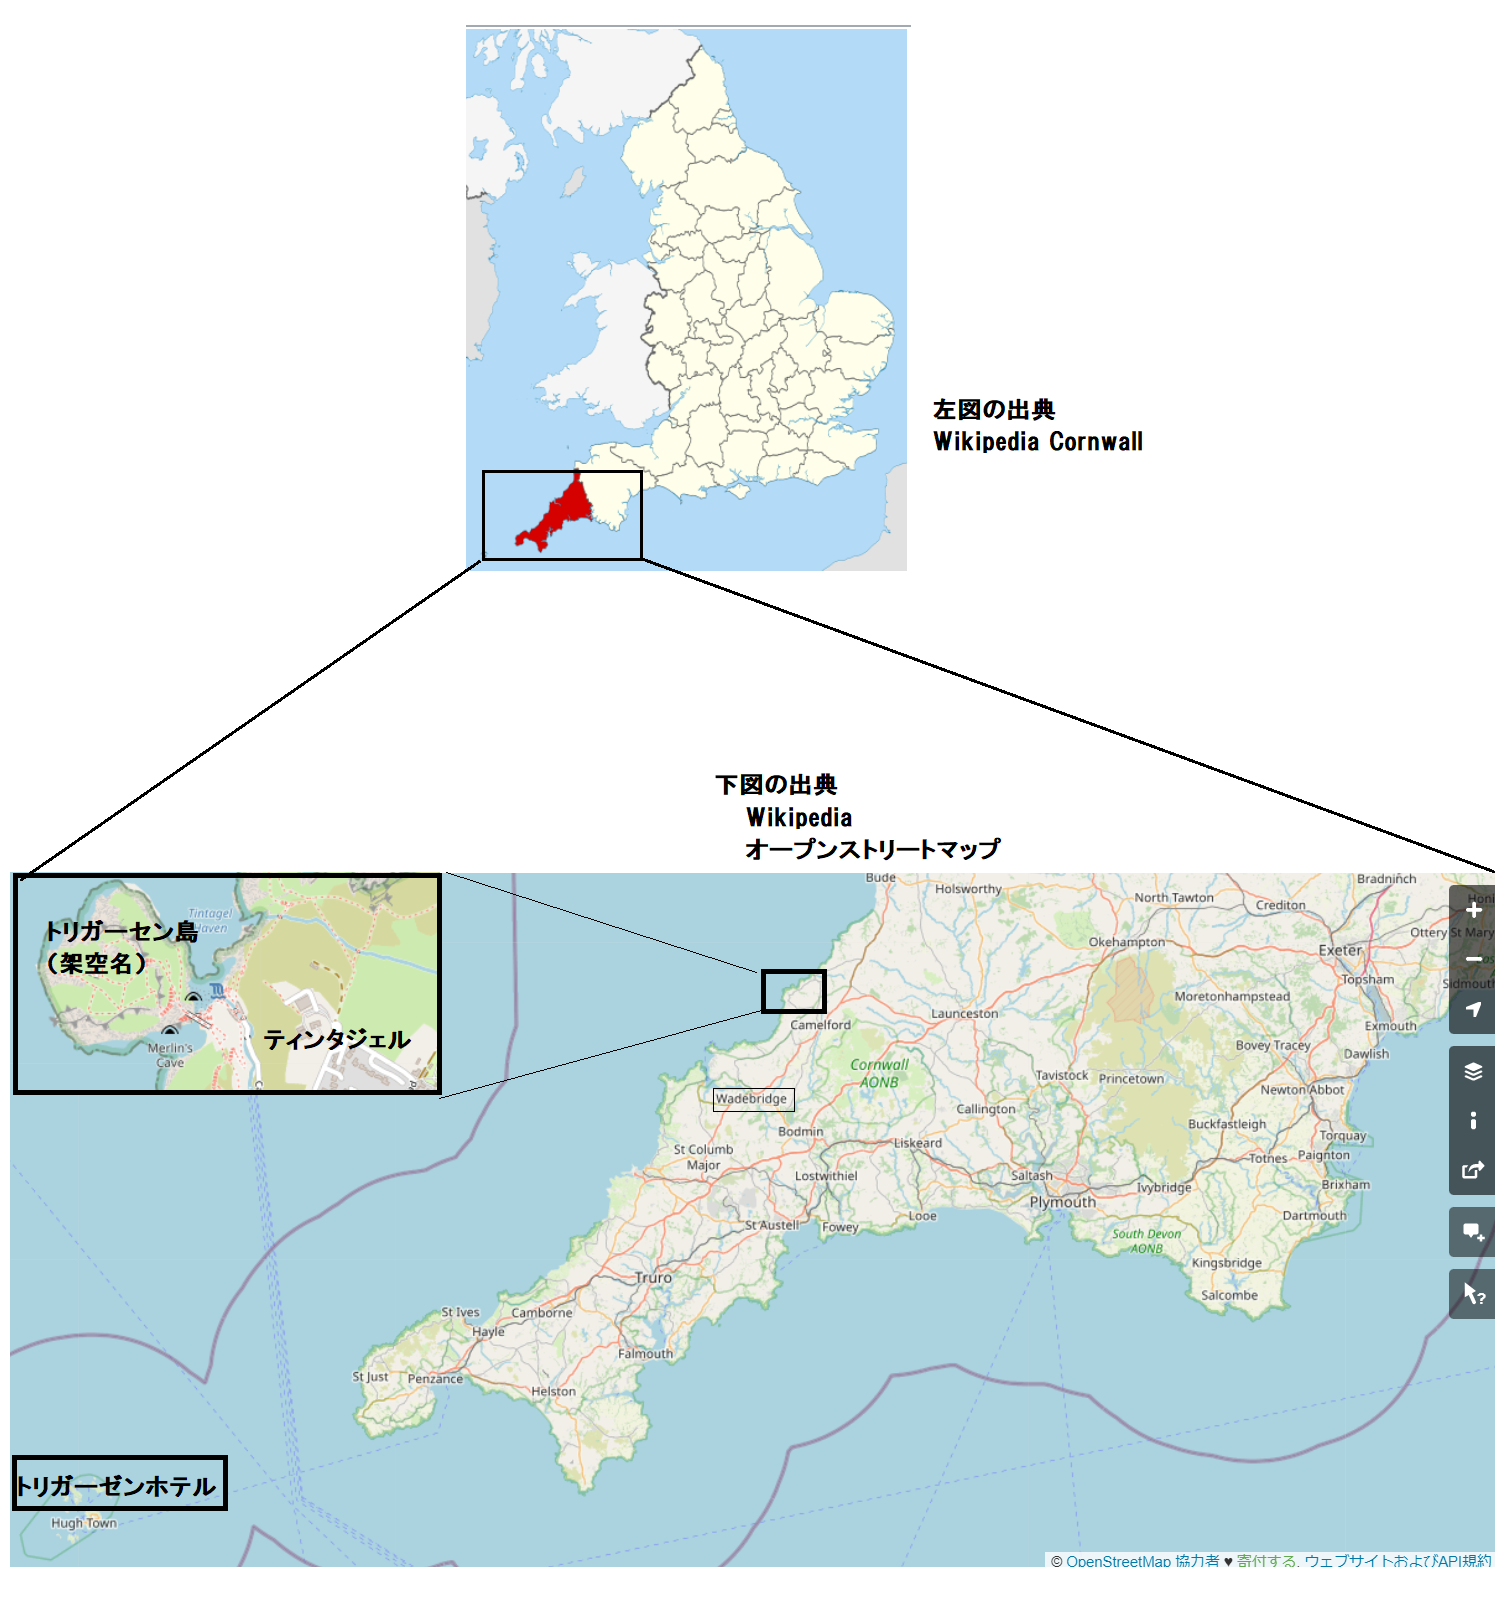 左図の出典
Wikipedia Cornwall
下図の出典
Wikipedia
オープンストリートマップ
トリガーセン島
（架空名）
Tintagel
Haven
ティンタジェル
Merlin's
Cave
Bude
Holsworthy
North Tawton
Crediton
Bradninch
Okehampton
Exeter
Ottery St Mary
Topsham
Sidmouth
Moretonhampstead
Launceston
Camelford
Exmouth
Bovey Tracey
Dawlish
Cornwall
AONB
Tavistock
Princetown
Newton Abbot
Wadebridge
Callington
Buckfastleigh
Bodmin
Liskeard
Torquay
St Columb
Major
Totnes
Paignton
Lostwithiel
Saltash
Ivybridge
Brixham
Plymouth
Dartmouth
St Austell
Fowey
Looe
South Devon
AONB
Kingsbridge
Truro
Salcombe
St Ives
Camborne
Hayle
Falmouth
St Just
Penzance
Helston
トリガーゼンホテル
Hugh Town
© OpenStreetMap 協力者 ♥ 寄付する. ウェブサイトおよびAPI規約